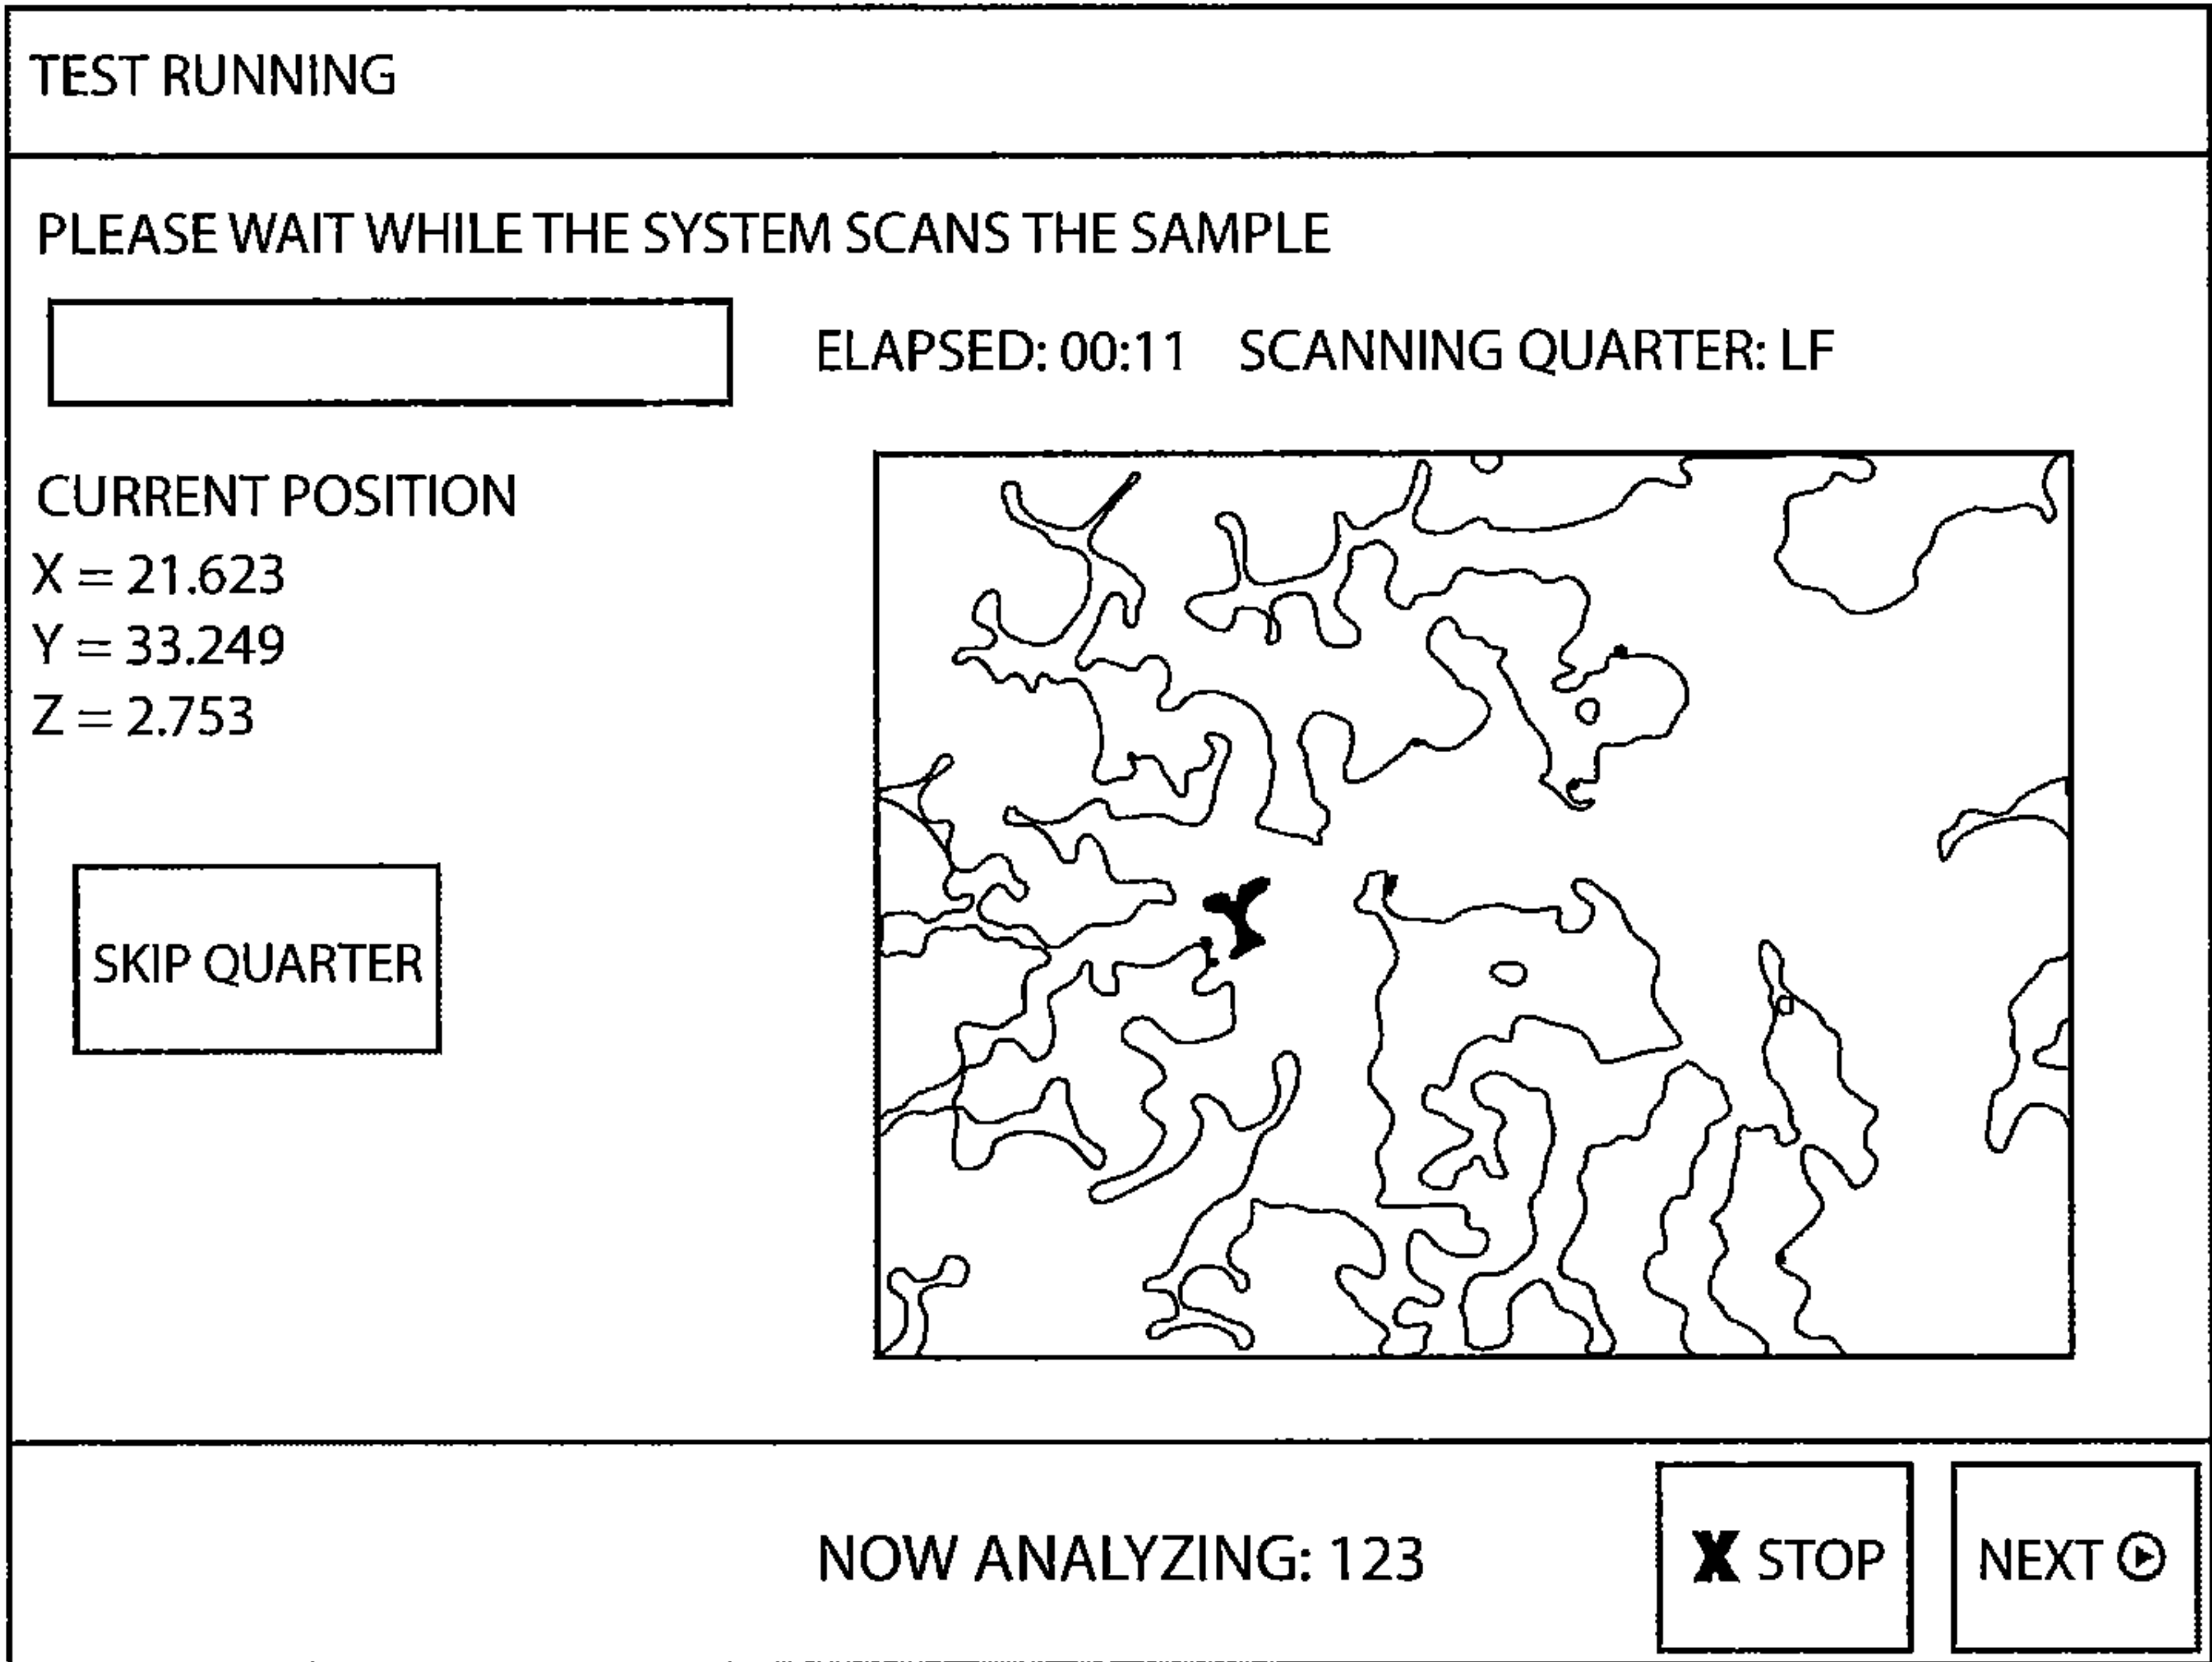 TEST RUNNING
PLEASE WAIT WHILE THE SYSTEM SCANS THE SAMPLE
ELAPSED: 00:11 SCANNING QUARTER: LF
CURRENT POSITION
X = 21.623
Y = 33.249
Z = 2.753
SKIP QUARTER
NOW ANALYZING: 123
X STOP
NEXT